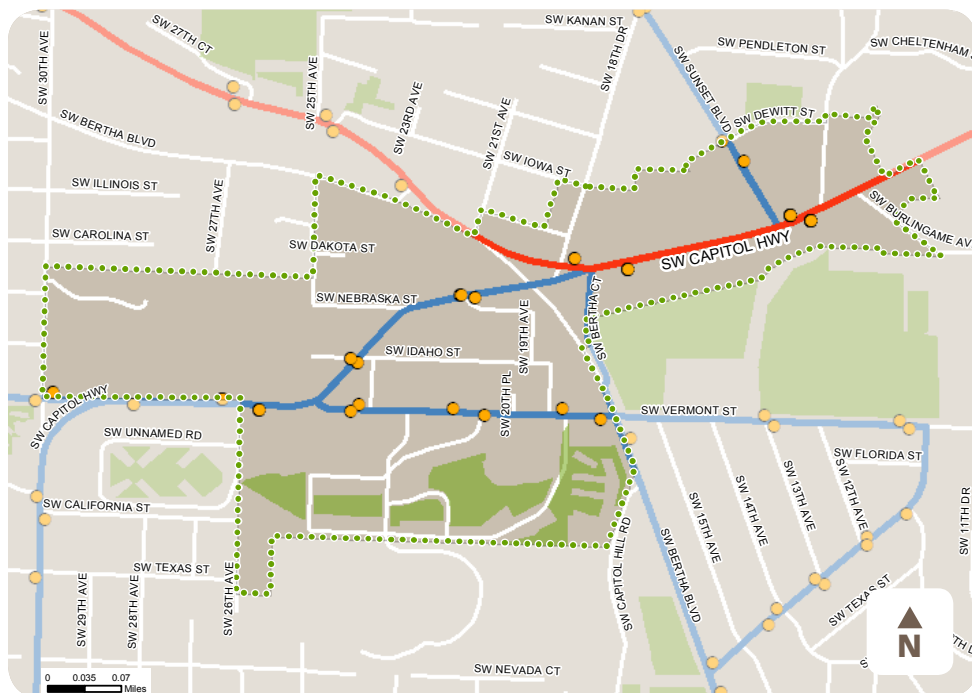 SW KANAN ST
SW 27TH CT
SW 30TH AVE
SW 25TH AVE
SW 18TH DR
SW SUNSET BLVD
SW PENDLETON ST
SW CHELTENHAM
SW 23RD AVE
SW 21ST AVE
SW DEWITT ST
SW BERTHA BLVD
SW IOWA ST
SW ILLINOIS ST
SW 27TH AVE
SW BURLINGAME AV
SW CAROLINA ST
SW DAKOTA ST
SW CAPITOL HWY
SW NEBRASKA ST
SW BERTHA CT
SW 19TH AVE
SW IDAHO ST
SW 20TH PL
SW CAPITOL HWY
SW VERMONT ST
SW UNNAMED RD
SW FLORIDA ST
SW 12TH AVE
SW 13TH AVE
SW 14TH AVE
SW 15TH AVE
SW 11TH DR
SW CALIFORNIA ST
SW CAPITOL HILL RD
SW BERTHA BLVD
SW TEXAS ST
SW TEXAS ST
SW 29TH AVE
SW 28TH AVE
SW 26TH AVE
SW NEVADA CT
N
0 0.035 0.07
Miles